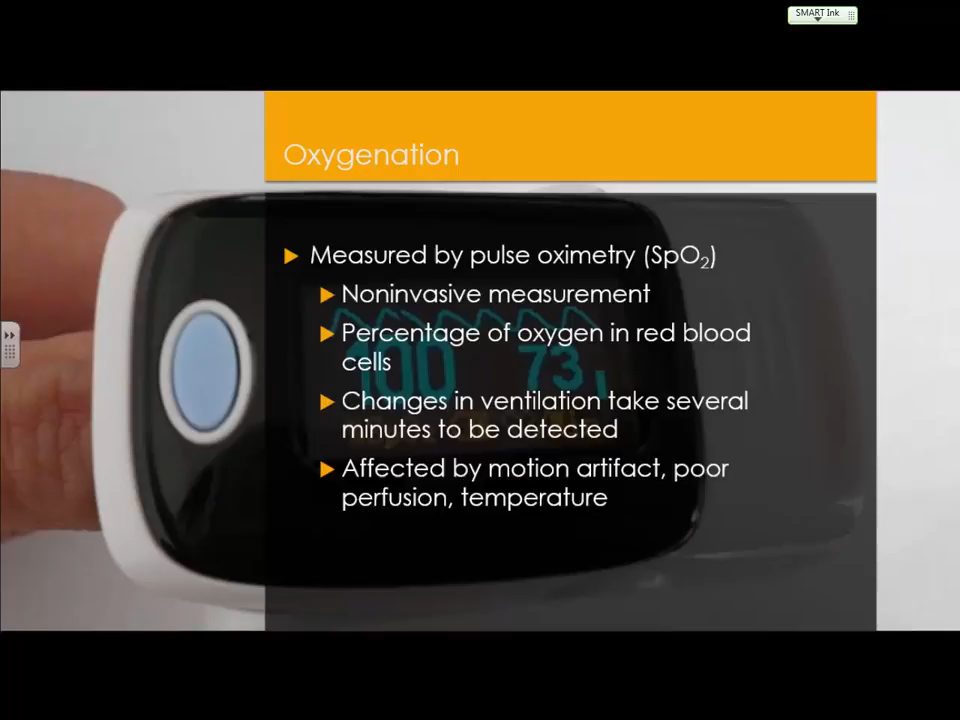 SMART Ink
Oxygenation
Measured by pulse oximetry (SpO₂)
Noninvasive measurement
Percentage of oxygen in red blood
cells
100 73
Changes in ventilation take several
minutes to be detected
Affected by motion artifact, poor
perfusion, temperature